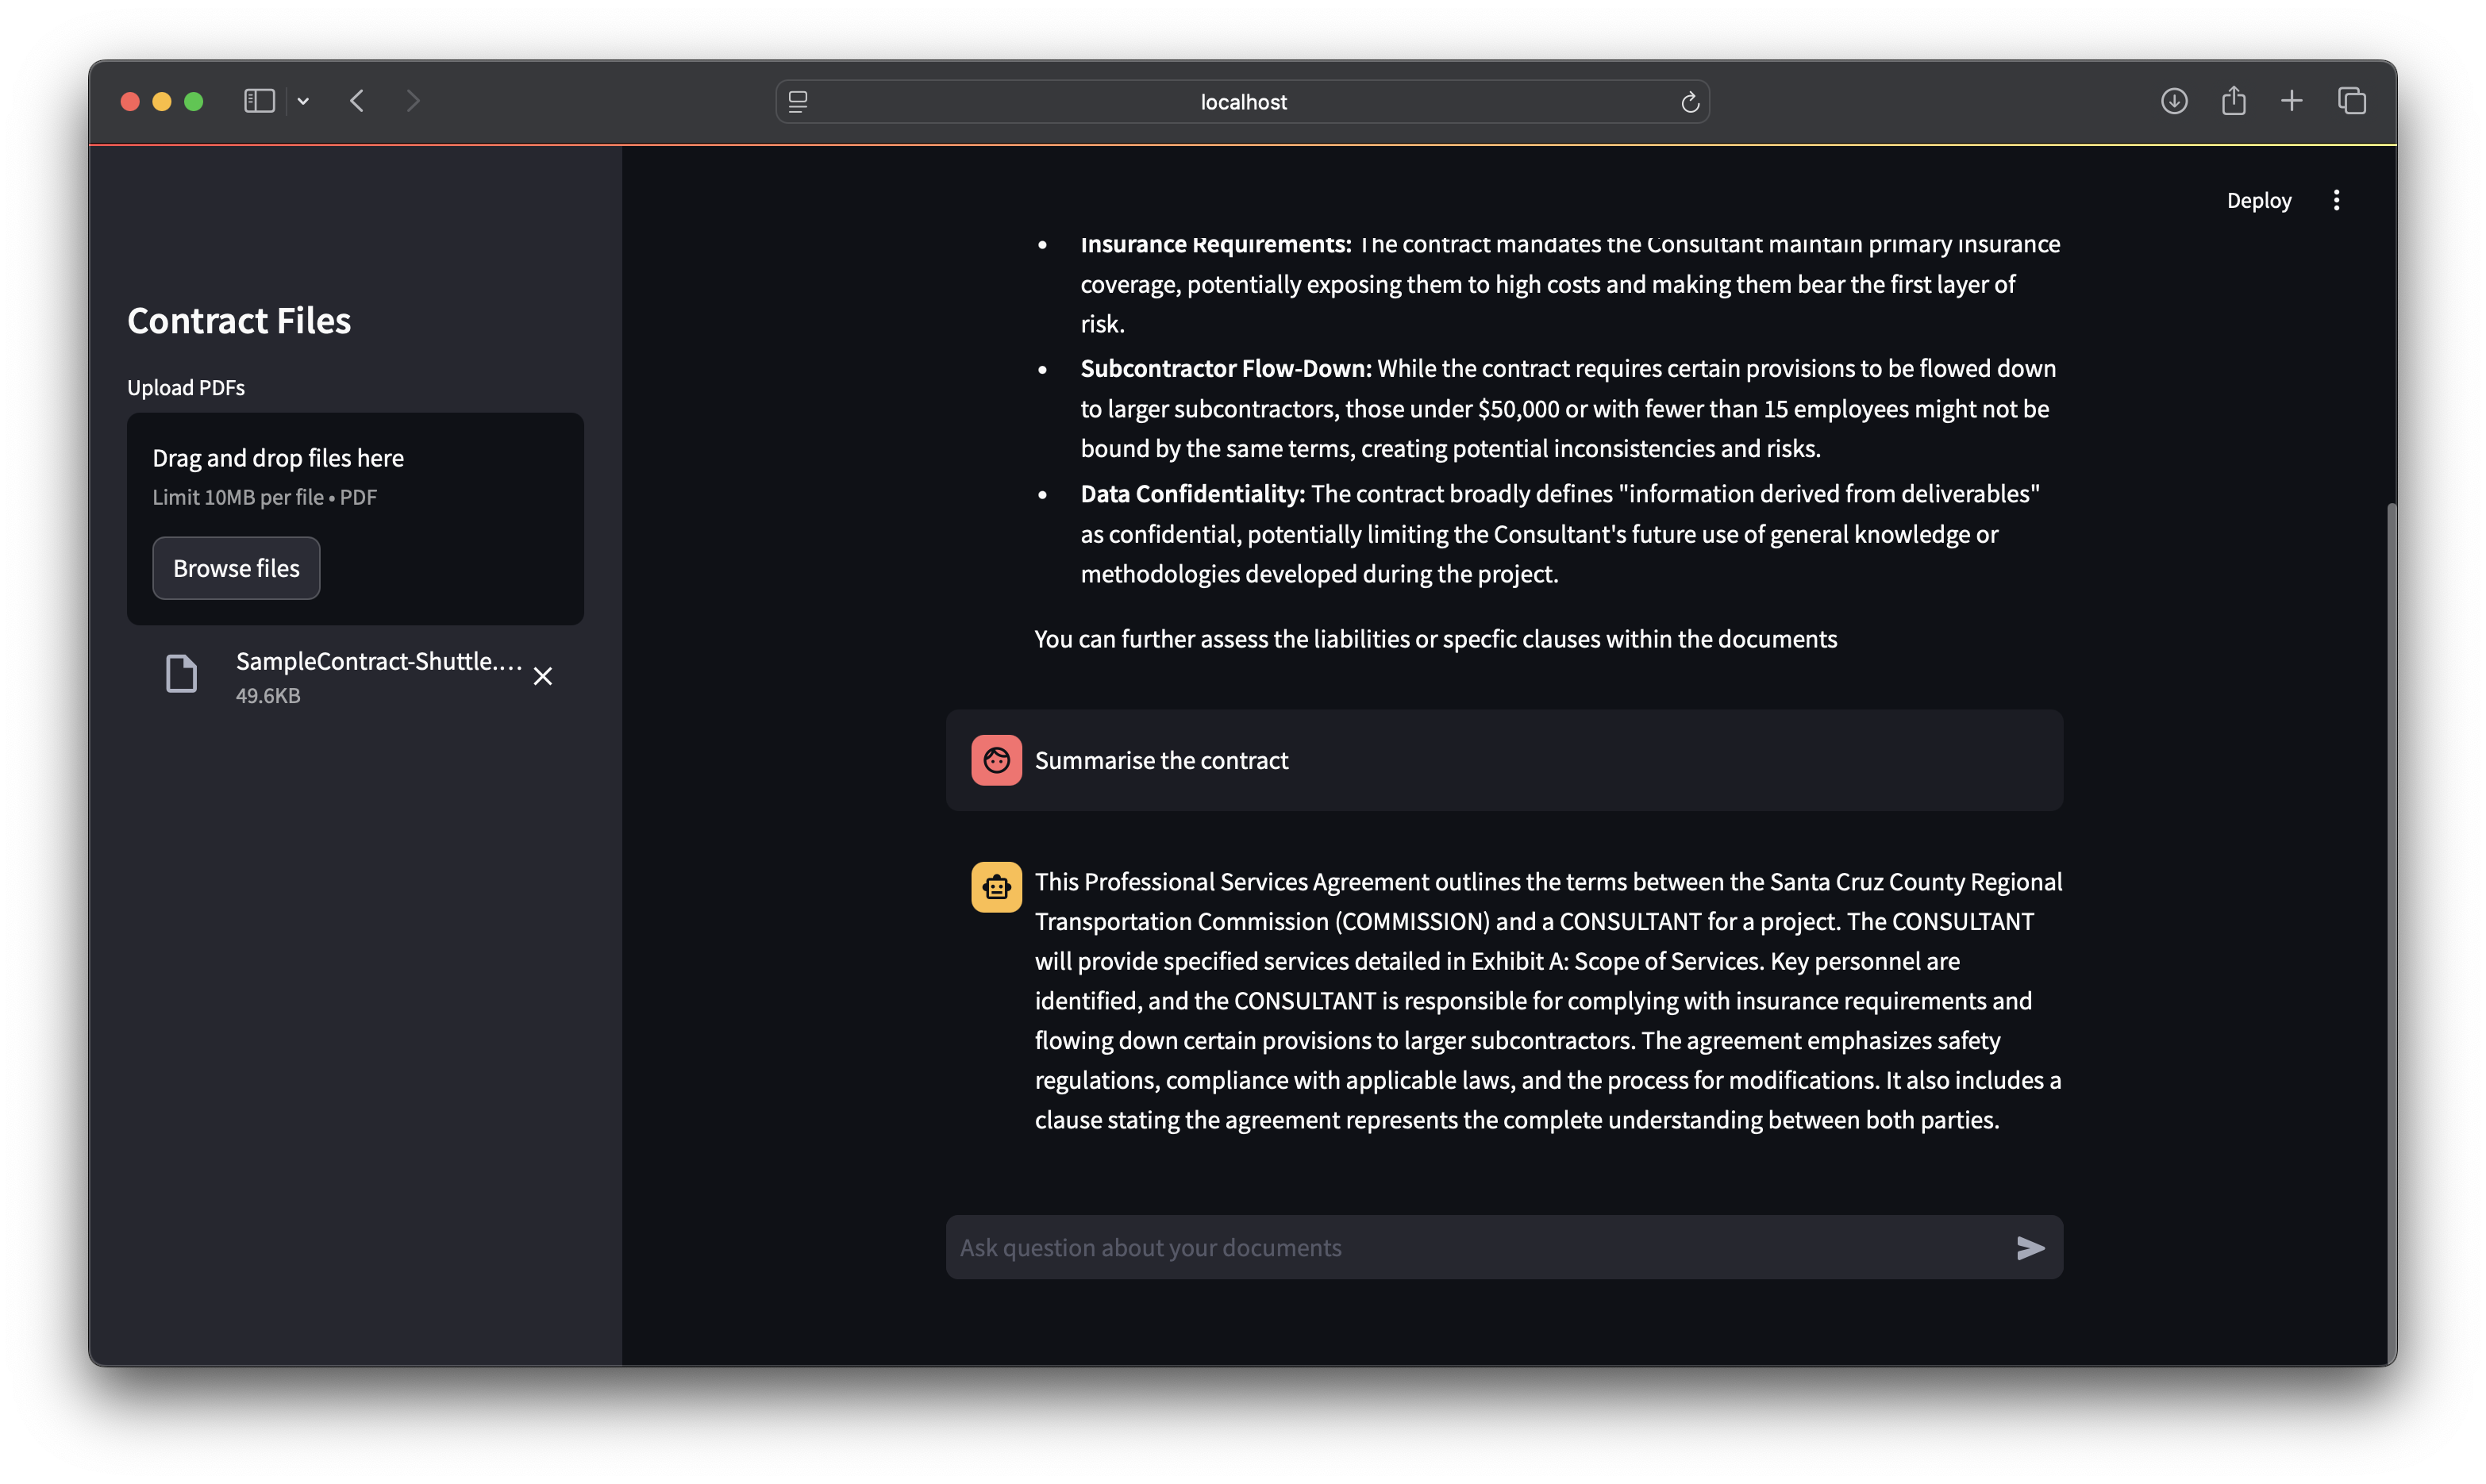 localhost
Deploy
Contract Files
Upload PDFs
Drag and drop files here
Limit 10MB per file • PDF
Browse files
SampleContract-Shuttle....
49.6KB
• Insurance Requirements: The contract mandates the Consultant maintain primary insurance
coverage, potentially exposing them to high costs and making them bear the first layer of
risk.
• Subcontractor Flow-Down: While the contract requires certain provisions to be flowed down
to larger subcontractors, those under $50,000 or with fewer than 15 employees might not be
bound by the same terms, creating potential inconsistencies and risks.
• Data Confidentiality: The contract broadly defines "information derived from deliverables"
as confidential, potentially limiting the Consultant's future use of general knowledge or
methodologies developed during the project.
You can further assess the liabilities or specfic clauses within the documents
Summarise the contract
This Professional Services Agreement outlines the terms between the Santa Cruz County Regional
Transportation Commission (COMMISSION) and a CONSULTANT for a project. The CONSULTANT
will provide specified services detailed in Exhibit A: Scope of Services. Key personnel are
identified, and the CONSULTANT is responsible for complying with insurance requirements and
flowing down certain provisions to larger subcontractors. The agreement emphasizes safety
regulations, compliance with applicable laws, and the process for modifications. It also includes a
clause stating the agreement represents the complete understanding between both parties.
Ask question about your documents